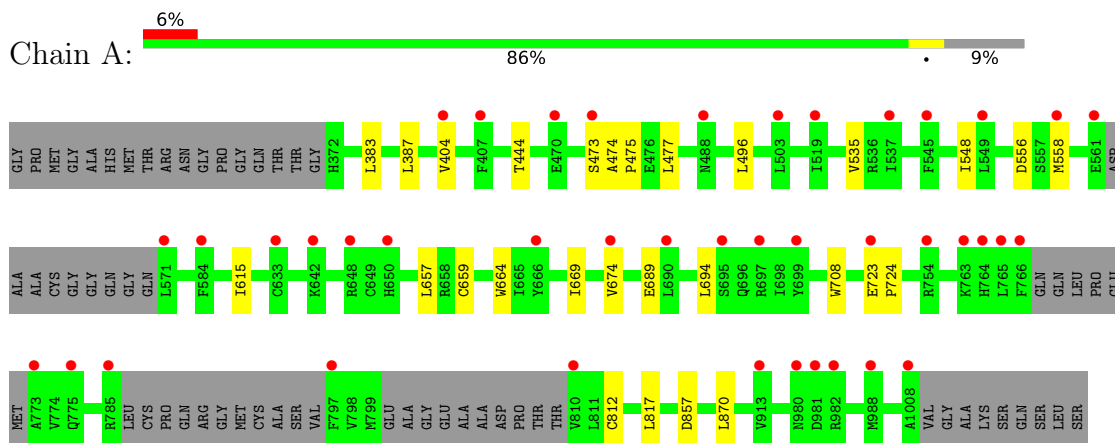 6%
Chain A:
86% • 9%
GLY PRO MET GLY ALA HIS MET THR ARG ASN GLY PRO GLY GLN THR THR GLY H372 L383 L387 V404 F407 T444 E470 S473 A474 P475 E476 L477 N488 L496 L503 I519 V535 R536 I537 F545 I548 L549 D556 S557 M558 E561 ASP
ALA ALA CYS GLY GLY GLN GLY GLN L571 F584 I615 C633 K642 R648 C649 H650 L657 R658 C659 W664 I665 Y666 I669 V674 E689 L690 L694 S695 Q696 R697 I698 Y699 W708 E723 P724 R754 K763 H764 L765 F766 GLN GLN LEU PRO GLU
MET A773 V774 Q775 R785 LEU CYS PRO GLN ARG GLY MET CYS ALA SER VAL F797 V798 M799 GLU ALA GLY GLU ALA ALA ASP PRO THR THR V810 L811 C812 L817 D857 L870 V913 N980 D981 R982 M988 A1008 VAL GLY ALA LYS SER GLN SER LEU SER